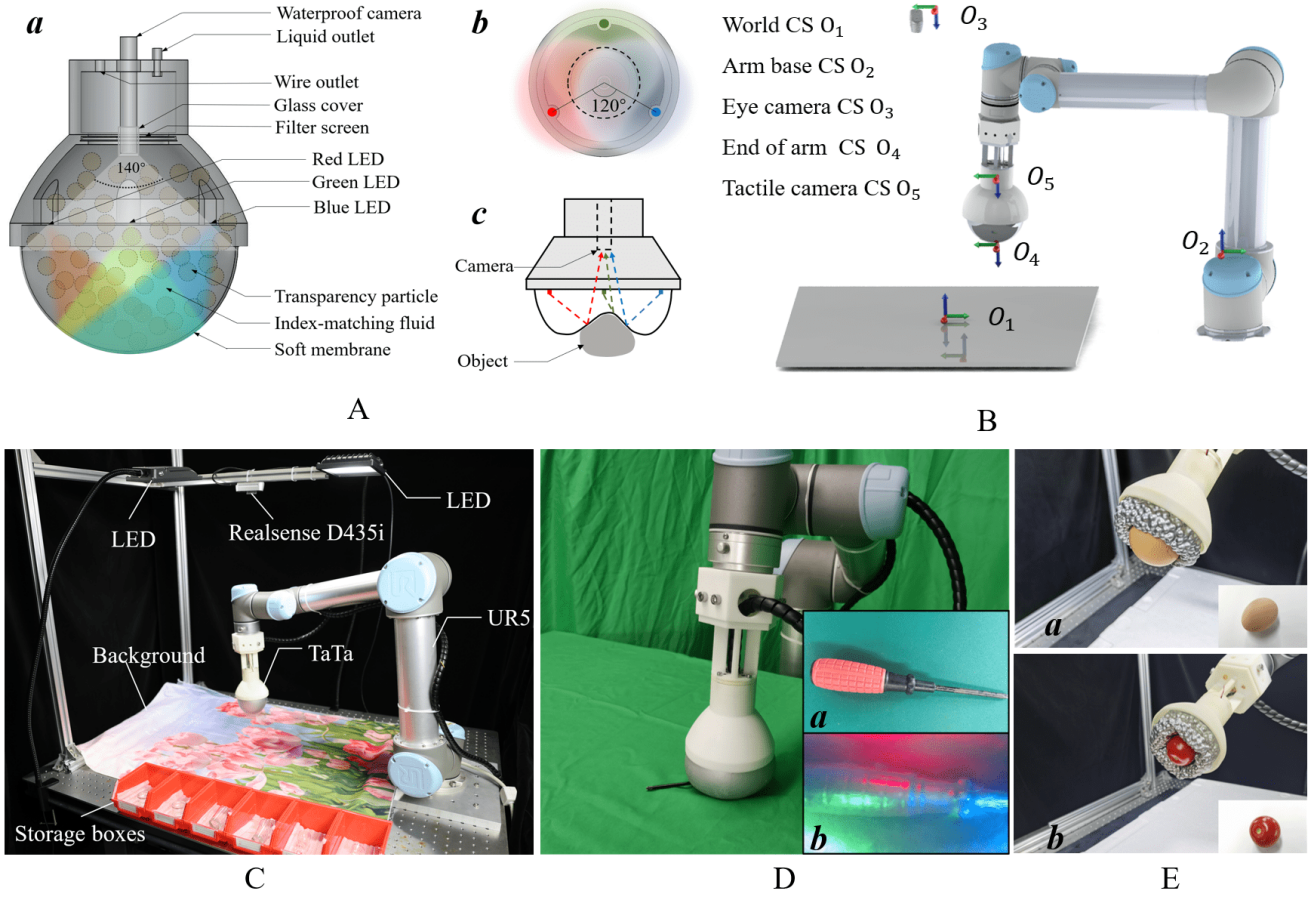 a
Waterproof camera
Liquid outlet
Wire outlet
Glass cover
Filter screen
Red LED
140°
Green LED
Blue LED
Transparency particle
Index-matching fluid
Soft membrane
b
120°
c
Camera
Object
A
World CS O1
Arm base CS O2
Eye camera CS O3
End of arm CS O4
Tactile camera CS O5
O3
O5
O4
O2
O1
B
LED
Realsense D435i
LED
UR5
Background
TaTa
Storage boxes
C
a
b
D
a
b
E